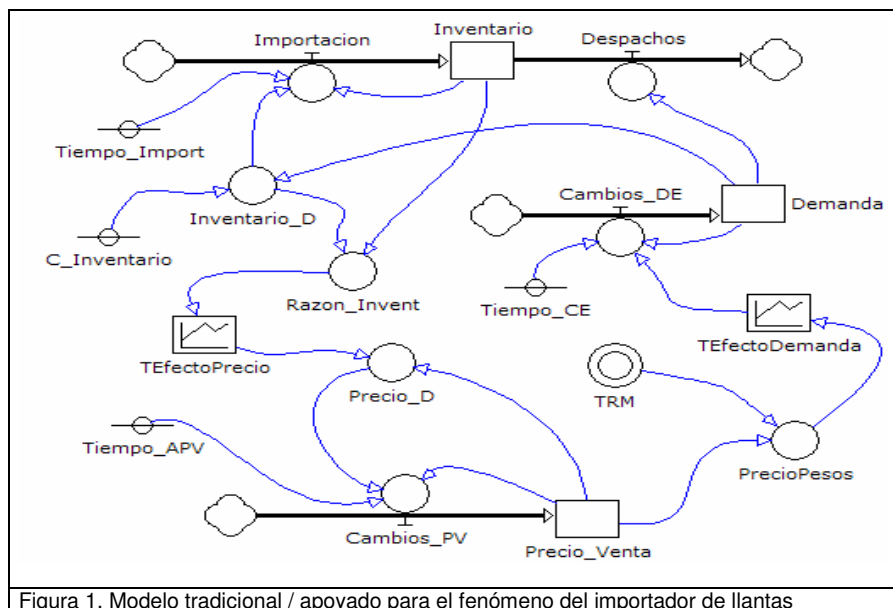 Importacion
Inventario
Despachos
Tiempo_Import
Inventario_D
Cambios_DE
Demanda
C_Inventario
Razon_Invent
Tiempo_CE
TEfectoPrecio
TEfectoDemanda
Precio_D
TRM
Tiempo_APV
PrecioPesos
Cambios_PV
Precio_Venta
Figura 1. Modelo tradicional / apoyado para el fenómeno del importador de llantas